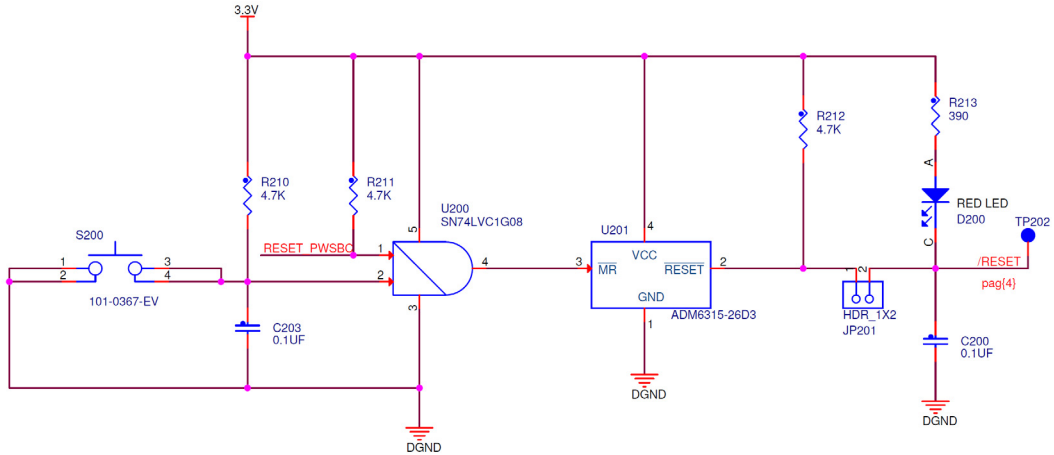 3.3V
R213
390
R212
4.7K
A
R210
4.7K
R211
4.7K
U200
SN74LVC1G08
RED LED
D200
TP202
S200
5
U201
4
C
RESET_PWSBC
1
VCC
/RESET
1
3
4
3
MR
RESET
2
1
2
2
4
2
pag{4}
101-0367-EV
3
GND
ADM6315-26D3
HDR_1X2
JP201
C203
0.1UF
1
C200
0.1UF
DGND
DGND
DGND